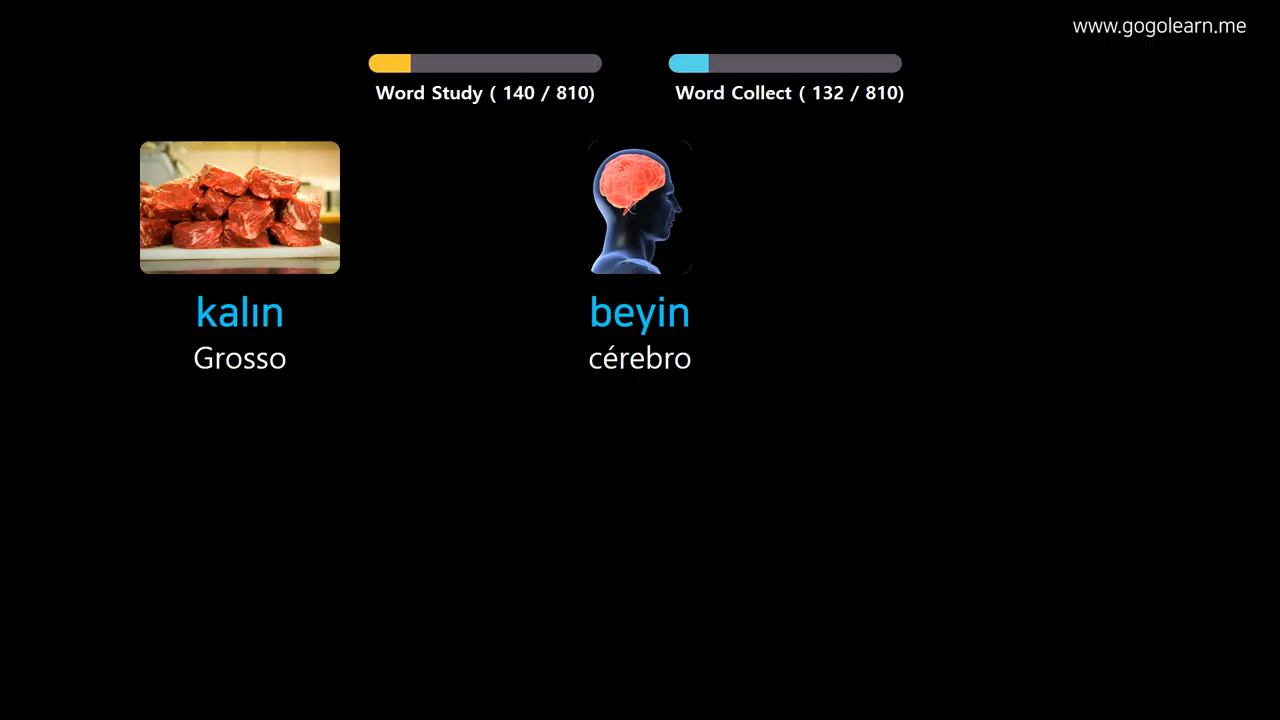 www.gogolearn.me
Word Study ( 140 / 810)
Word Collect ( 132 / 810)
kalın
Grosso
beyin
cérebro